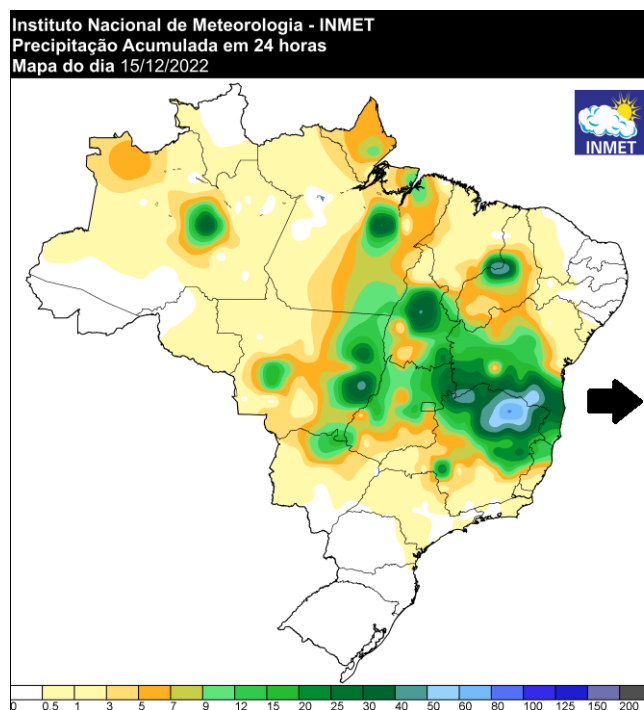 Instituto Nacional de Meteorologia - INMET
Precipitação Acumulada em 24 horas
Mapa do dia 15/12/2022
INMET
0 0.5 1 3 5 7 9 12 15 20 25 30 40 50 60 80 100 125 150 200